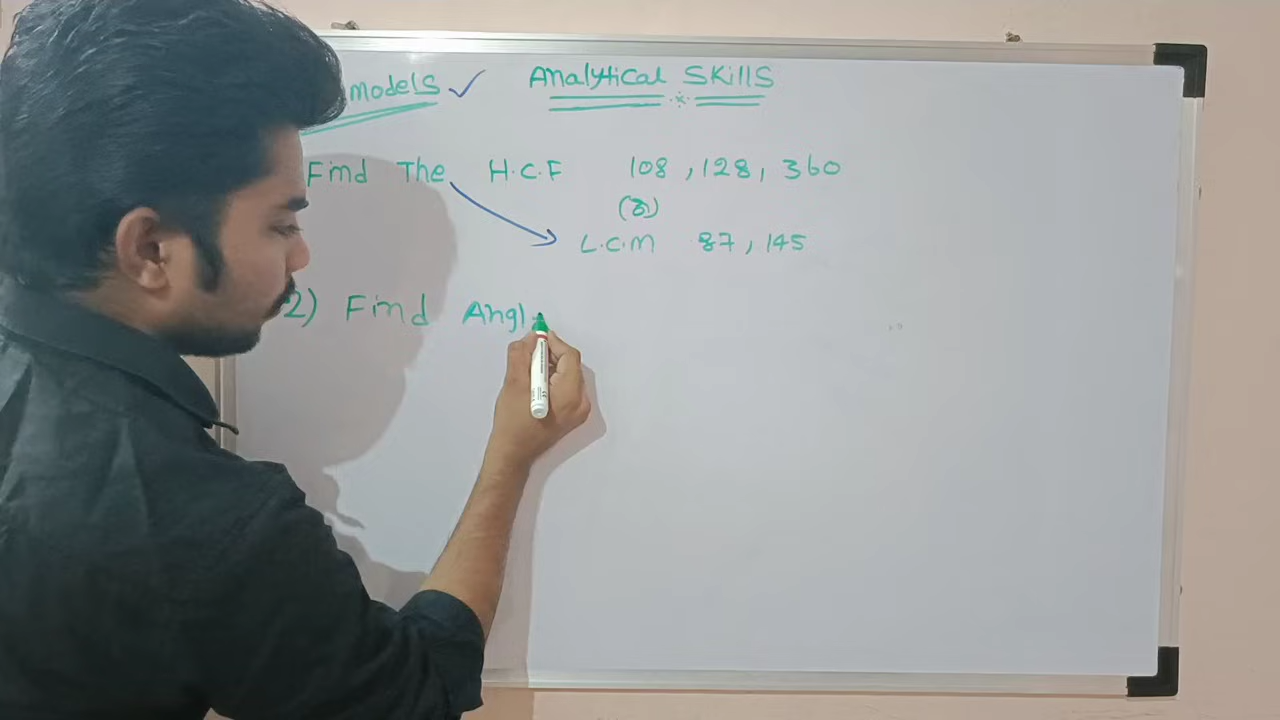 models ✓ Analytical Skills
Find The H.C.F 108, 128, 360
(or)
L.C.M 87, 145
2) Find Angl